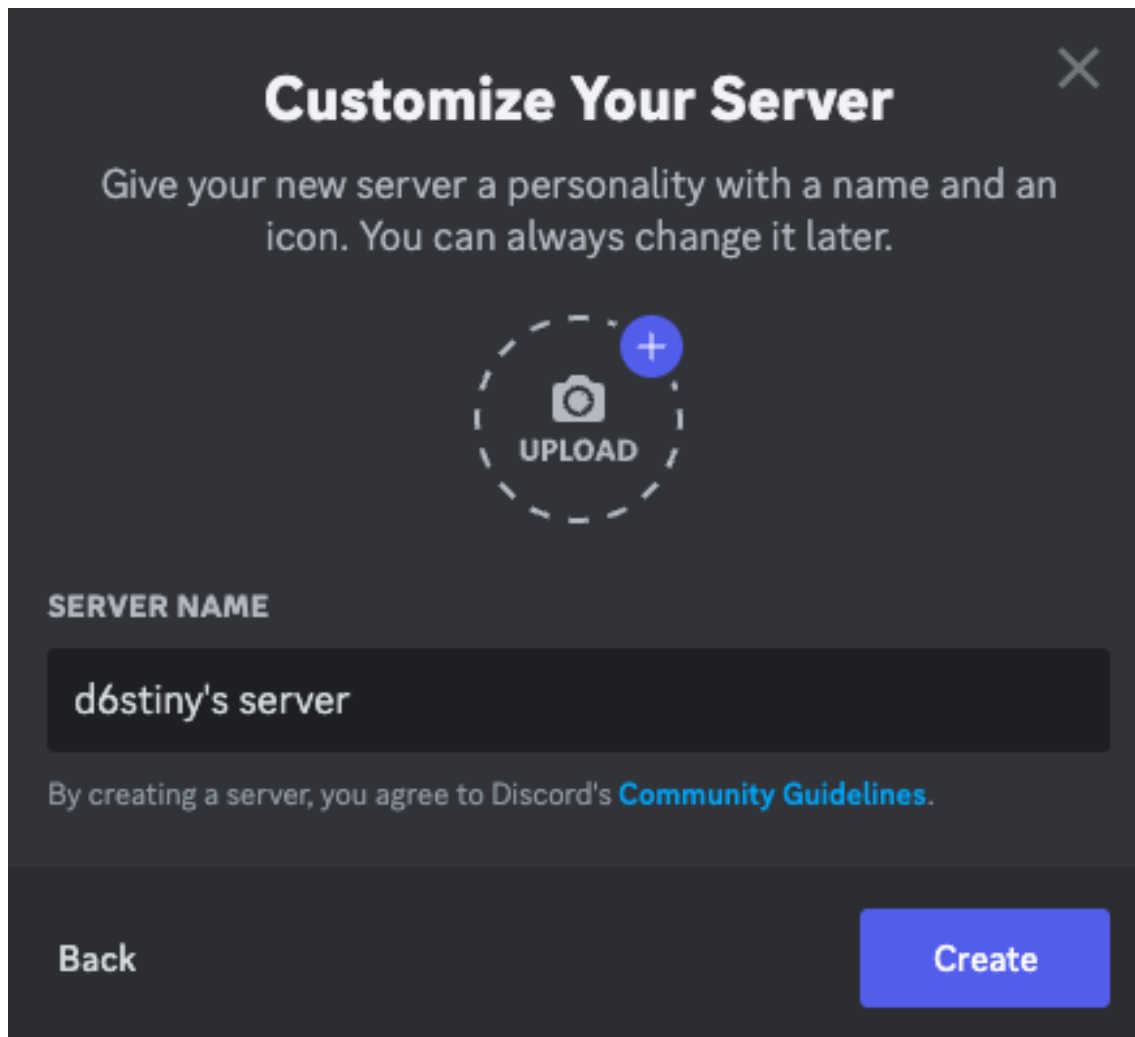 Customize Your Server
Give your new server a personality with a name and an
icon. You can always change it later.
UPLOAD
SERVER NAME
d6stiny's server
By creating a server, you agree to Discord's Community Guidelines.
Back
Create